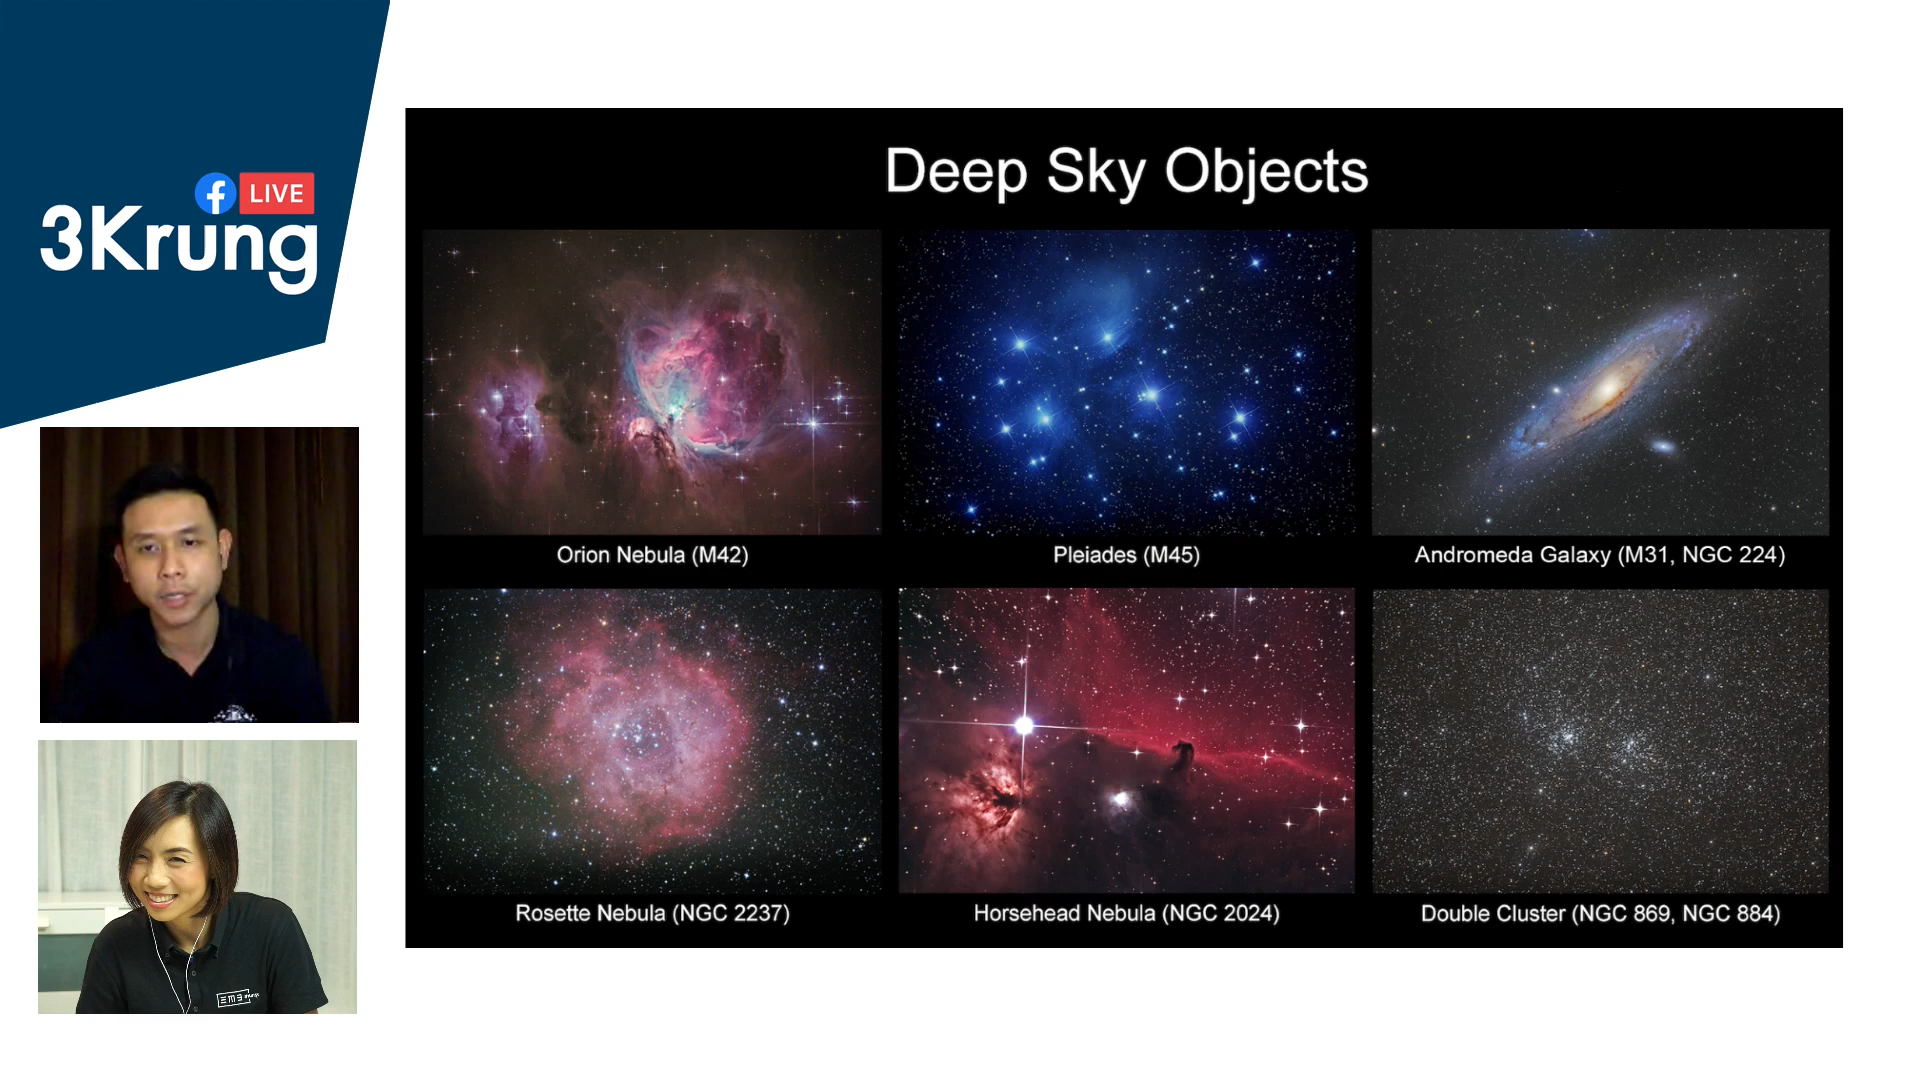 LIVE
3Krung
Deep Sky Objects
Orion Nebula (M42)
Pleiades (M45)
Andromeda Galaxy (M31, NGC 224)
Rosette Nebula (NGC 2237)
Horsehead Nebula (NGC 2024)
Double Cluster (NGC 869, NGC 884)